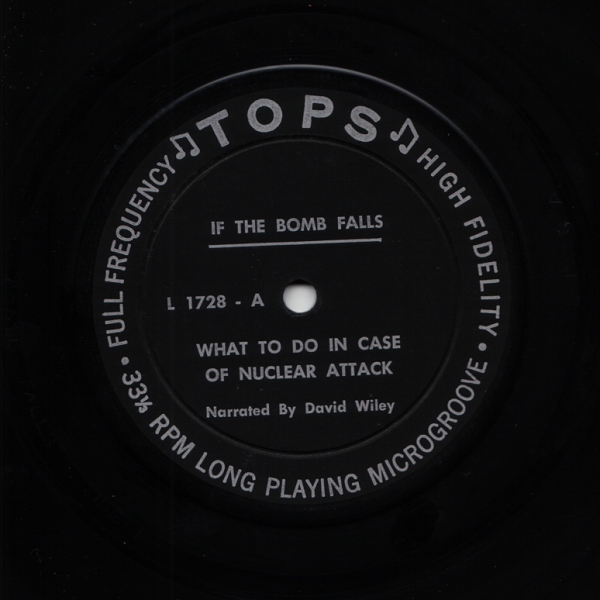 TOPS
FULL FREQUENCY
HIGH FIDELITY
IF THE BOMB FALLS
L 1728 - A
WHAT TO DO IN CASE
OF NUCLEAR ATTACK
Narrated By David Wiley
33⅓ RPM LONG PLAYING MICROGROOVE